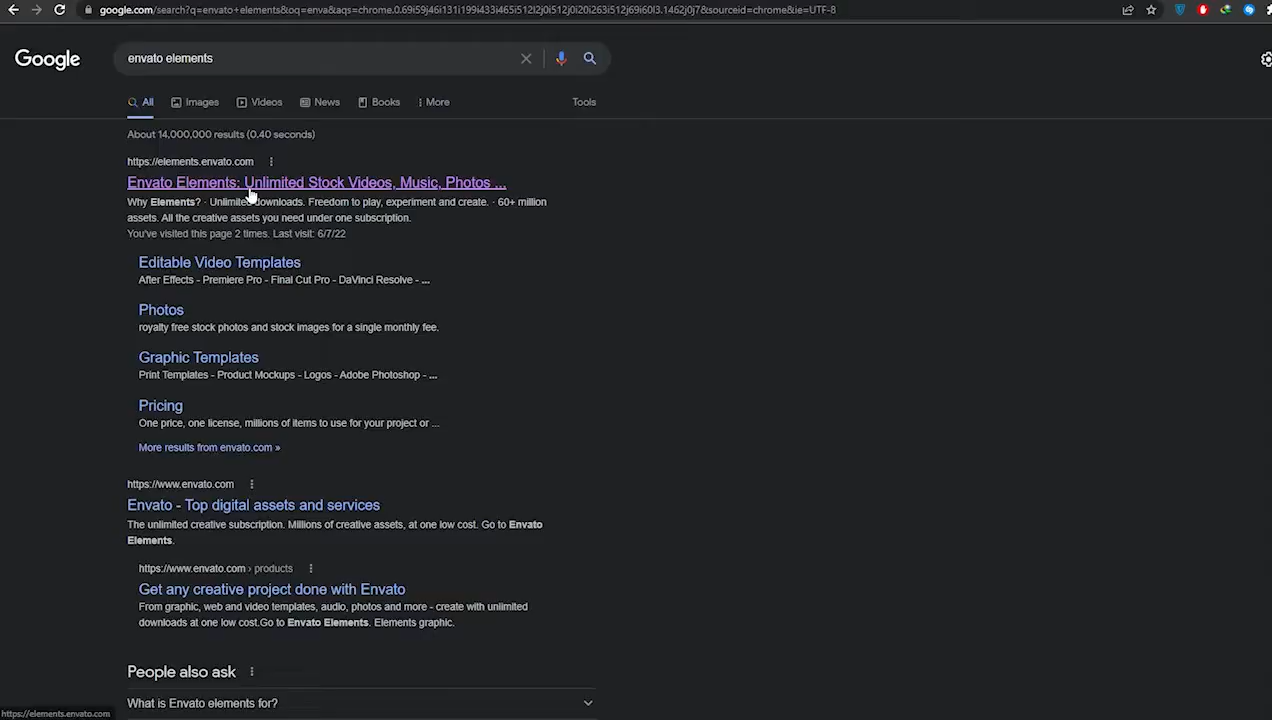 google.com/search?q=envato+elements&oq=enva&aqs=chrome.0.69i59j46i131i199i433i465i512l2j0i512j0i20i263i512j69i60l3.1462j0j7&sourceid=chrome&ie=UTF-8
Google
envato elements
All
Images
Videos
News
Books
More
Tools
About 14,000,000 results (0.40 seconds)
https://elements.envato.com
Envato Elements: Unlimited Stock Videos, Music, Photos ...
Why Elements? · Unlimited downloads. Freedom to play, experiment and create. · 60+ million
assets. All the creative assets you need under one subscription.
You've visited this page 2 times. Last visit: 6/7/22
Editable Video Templates
After Effects - Premiere Pro - Final Cut Pro - DaVinci Resolve - ...
Photos
royalty free stock photos and stock images for a single monthly fee.
Graphic Templates
Print Templates - Product Mockups - Logos - Adobe Photoshop - ...
Pricing
One price, one license, millions of items to use for your project or ...
More results from envato.com »
https://www.envato.com
Envato - Top digital assets and services
The unlimited creative subscription. Millions of creative assets, at one low cost. Go to Envato
Elements.
https://www.envato.com › products
Get any creative project done with Envato
From graphic, web and video templates, audio, photos and more - create with unlimited
downloads at one low cost.Go to Envato Elements. Elements graphic.
People also ask
What is Envato elements for?
https://elements.envato.com